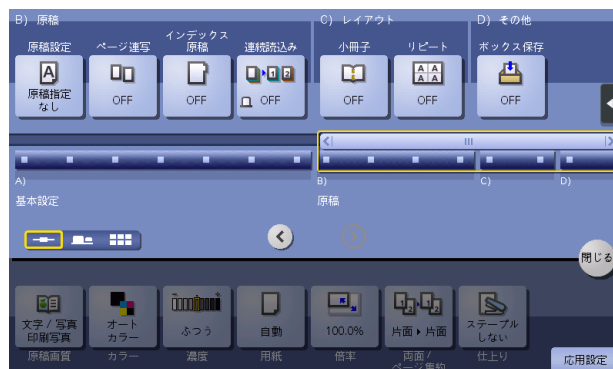 B) 原稿
C) レイアウト
D) その他
原稿設定
ページ連写
インデックス
原稿
連続読込み
小冊子
リピート
ボックス保存
A
原稿指定
なし
OFF
OFF
1 2
OFF
OFF
A A
A A
OFF
OFF
A)
B)
C)
D)
基本設定
原稿
閉じる
文字 / 写真
印刷写真
オート
カラー
ふつう
自動
100.0%
1 2 1 2
片面 片面
ステープル
しない
原稿画質
カラー
濃度
用紙
倍率
両面 /
ページ集約
仕上り
応用設定